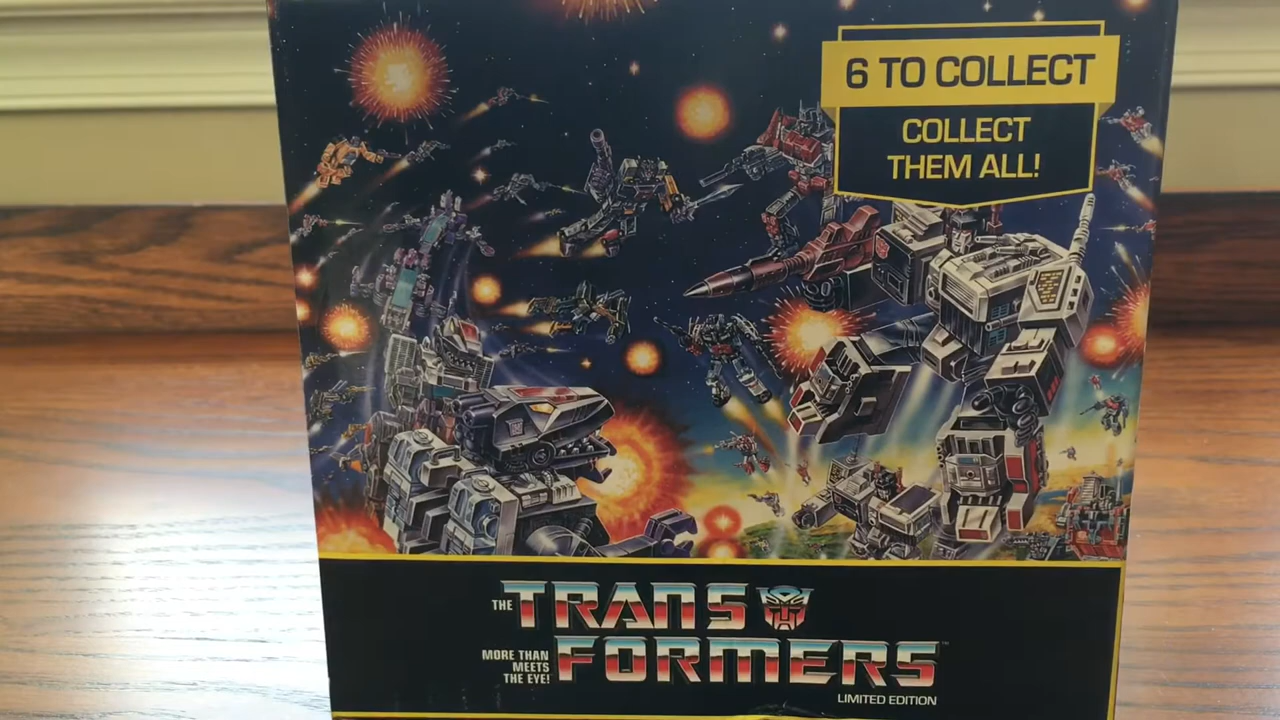 6 TO COLLECT
COLLECT
THEM ALL!
THE TRANS
FORMERS
MORE THAN
MEETS
THE EYE!
LIMITED EDITION